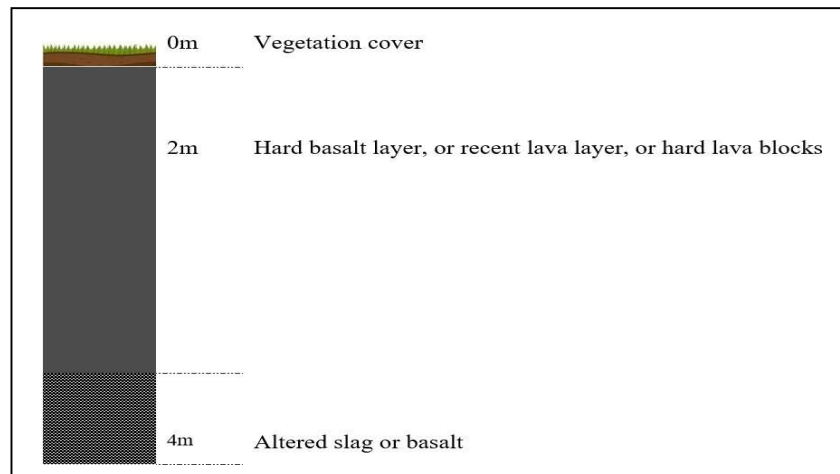 0m Vegetation cover
2m Hard basalt layer, or recent lava layer, or hard lava blocks
4m Altered slag or basalt